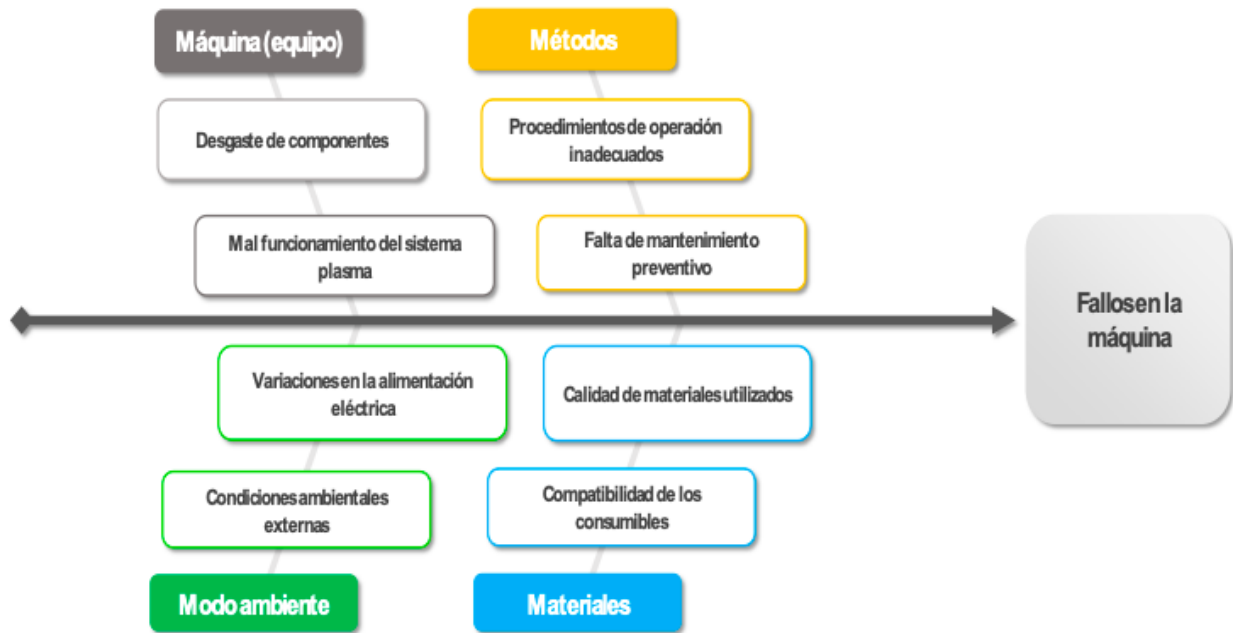 Máquina (equipo)
Métodos
Desgaste de componentes
Procedimientos de operación
inadecuados
Mal funcionamiento del sistema
plasma
Falta de mantenimiento
preventivo
Fallos en la
máquina
Variaciones en la alimentación
eléctrica
Calidad de materiales utilizados
Condiciones ambientales
externas
Compatibilidad de los
consumibles
Modo ambiente
Materiales